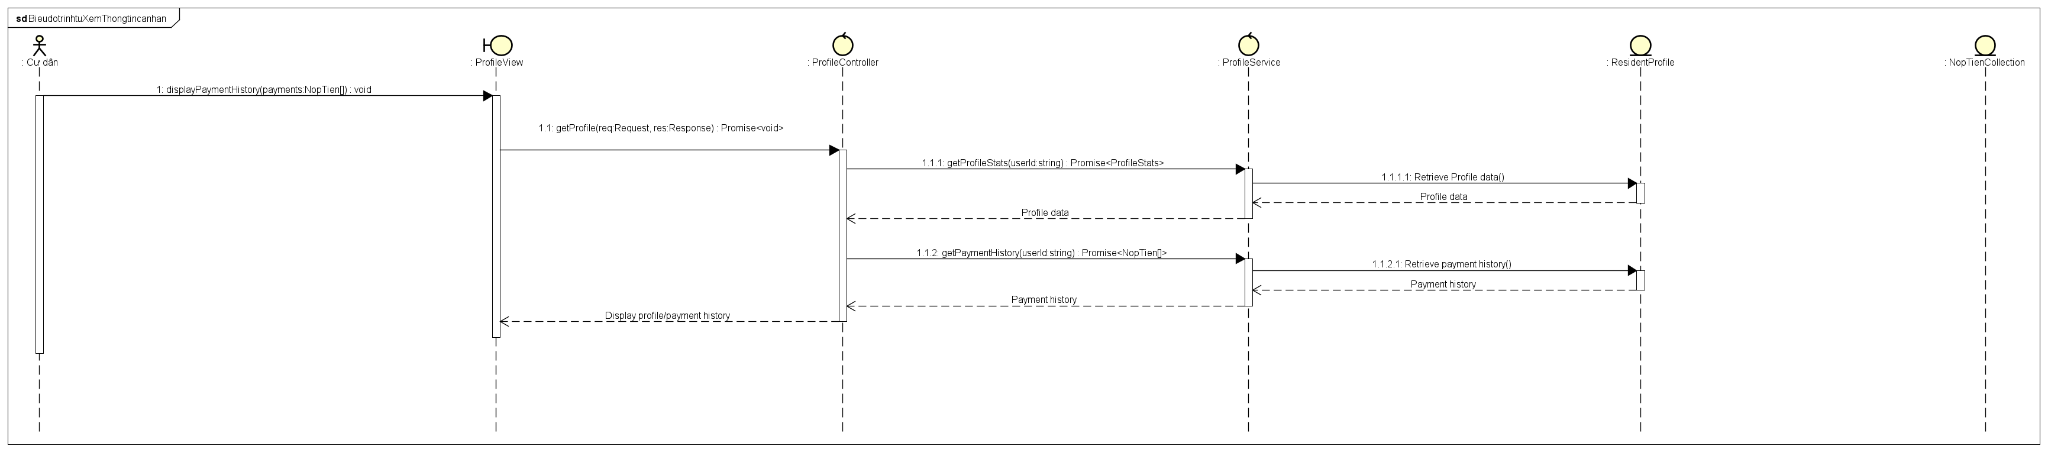 sd BieudotrinhtuXemThongtincanhan
: Cư dân
: ProfileView
: ProfileController
: ProfileService
: ResidentProfile
: NopTienCollection
1: displayPaymentHistory(payments:NopTien[]) : void
1.1: getProfile(req:Request, res:Response) : Promise<void>
1.1.1: getProfileStats(userId:string) : Promise<ProfileStats>
1.1.1.1: Retrieve Profile data()
Profile data
Profile data
1.1.2: getPaymentHistory(userId:string) : Promise<NopTien[]>
1.1.2.1: Retrieve payment history()
Payment history
Payment history
Display profile/payment history